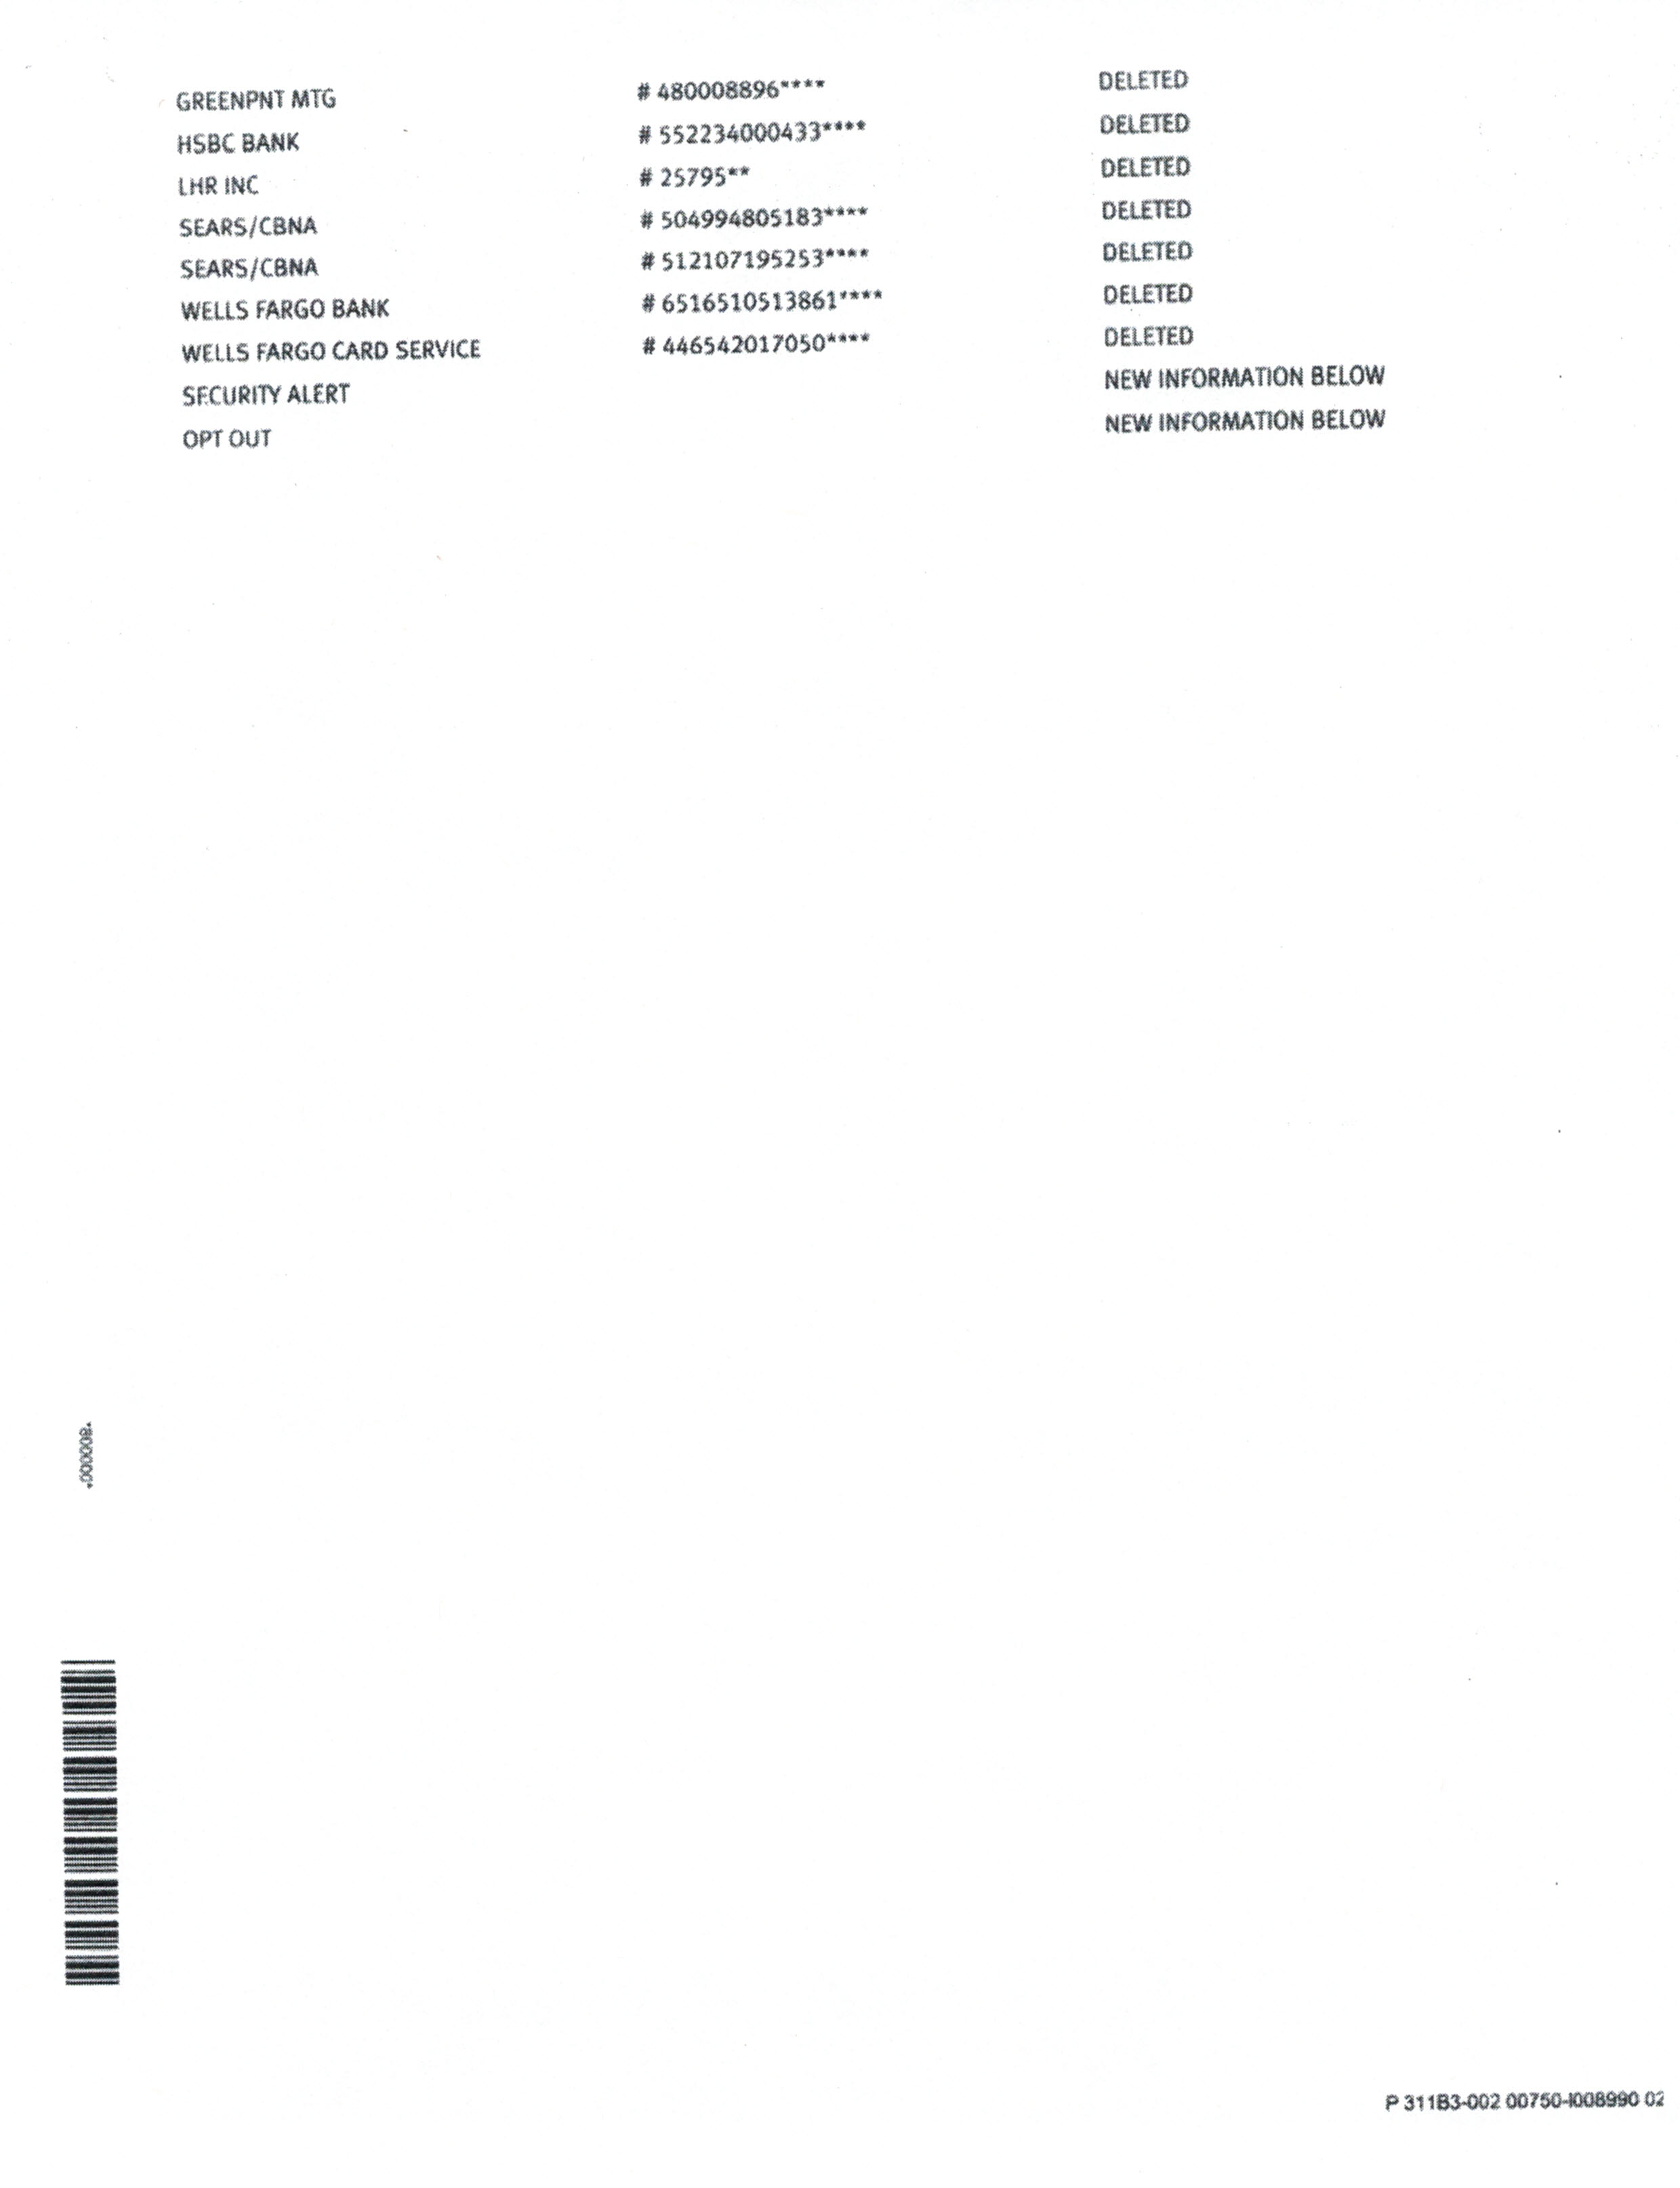 GREENPNT MTG # 480008896**** DELETED
HSBC BANK # 552234000433**** DELETED
LHR INC # 25795** DELETED
SEARS/CBNA # 504994805183**** DELETED
SEARS/CBNA # 512107195253**** DELETED
WELLS FARGO BANK # 6516510513861**** DELETED
WELLS FARGO CARD SERVICE # 446542017050**** DELETED
SECURITY ALERT NEW INFORMATION BELOW
OPT OUT NEW INFORMATION BELOW
P 311B3-002 00750-I008990 02